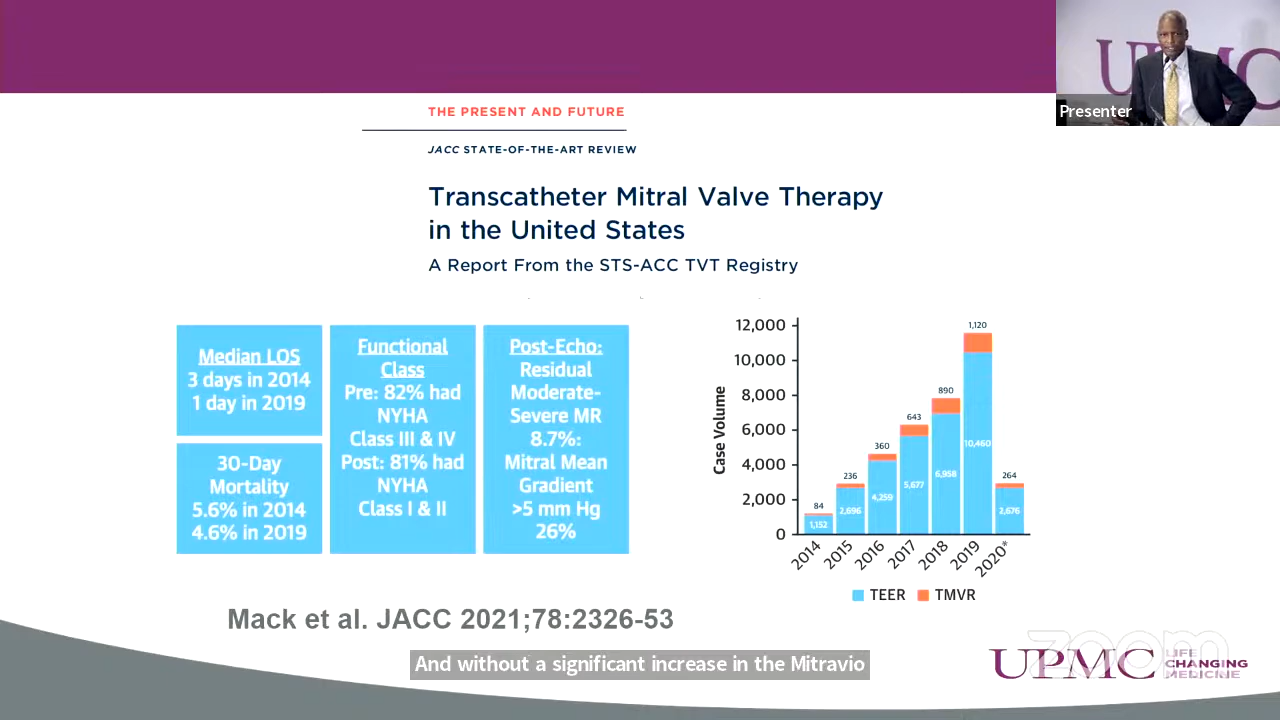 UPMC
Presenter
THE PRESENT AND FUTURE
JACC STATE-OF-THE-ART REVIEW
Transcatheter Mitral Valve Therapy
in the United States
A Report From the STS-ACC TVT Registry
Median LOS
3 days in 2014
1 day in 2019
30-Day
Mortality
5.6% in 2014
4.6% in 2019
Functional
Class
Pre: 82% had
NYHA
Class III & IV
Post: 81% had
NYHA
Class I & II
Post-Echo:
Residual
Moderate-
Severe MR
8.7%:
Mitral Mean
Gradient
>5 mm Hg
26%
Case Volume
12,000
10,000
8,000
6,000
4,000
2,000
0
84
1,152
236
2,696
360
4,259
643
5,677
890
6,958
1,120
10,460
264
2,676
2014
2015
2016
2017
2018
2019
2020*
TEER
TMVR
Mack et al. JACC 2021;78:2326-53
And without a significant increase in the Mitravio
zoom
UPMC
LIFE
CHANGING
MEDICINE